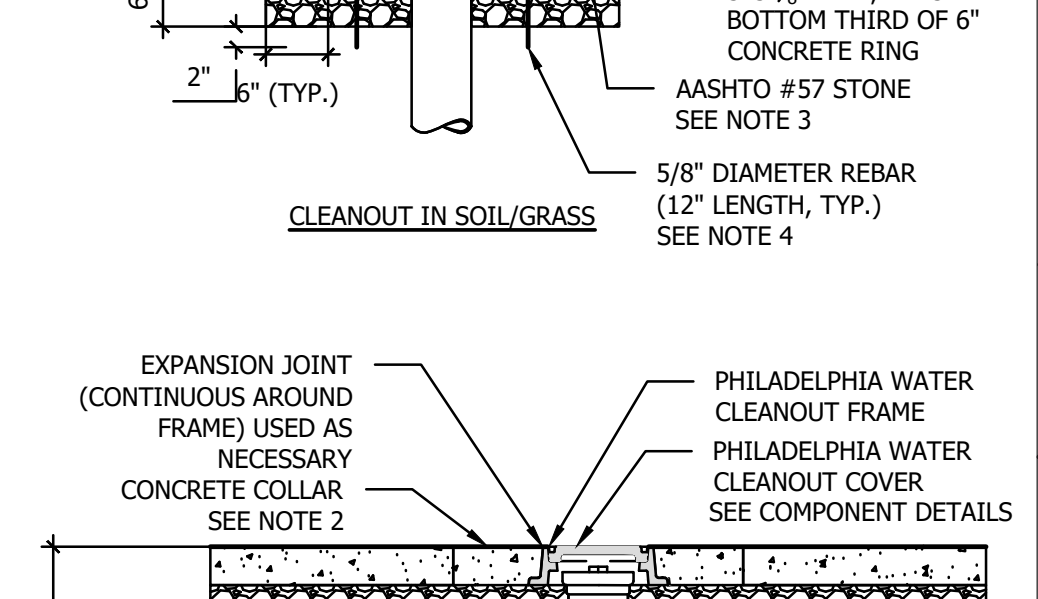 6
BOTTOM THIRD OF 6"
CONCRETE RING
2"
6" (TYP.)
AASHTO #57 STONE
SEE NOTE 3
5/8" DIAMETER REBAR
(12" LENGTH, TYP.)
SEE NOTE 4
CLEANOUT IN SOIL/GRASS
EXPANSION JOINT
(CONTINUOUS AROUND
FRAME) USED AS
NECESSARY
CONCRETE COLLAR
SEE NOTE 2
PHILADELPHIA WATER
CLEANOUT FRAME
PHILADELPHIA WATER
CLEANOUT COVER
SEE COMPONENT DETAILS